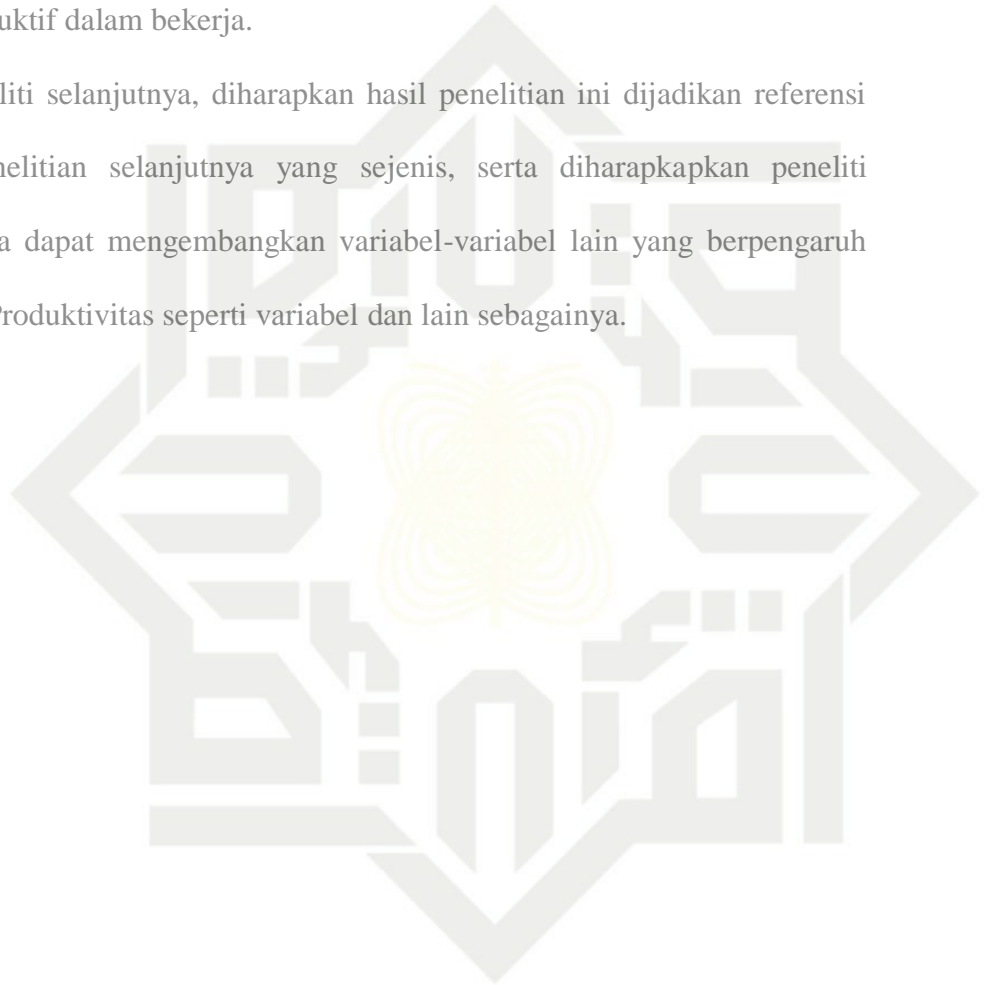 uktif dalam bekerja.
liti selanjutnya, diharapkan hasil penelitian ini dijadikan referensi
nelitian selanjutnya yang sejenis, serta diharapkapkan peneliti
a dapat mengembangkan variabel-variabel lain yang berpengaruh
Produktivitas seperti variabel dan lain sebagainya.